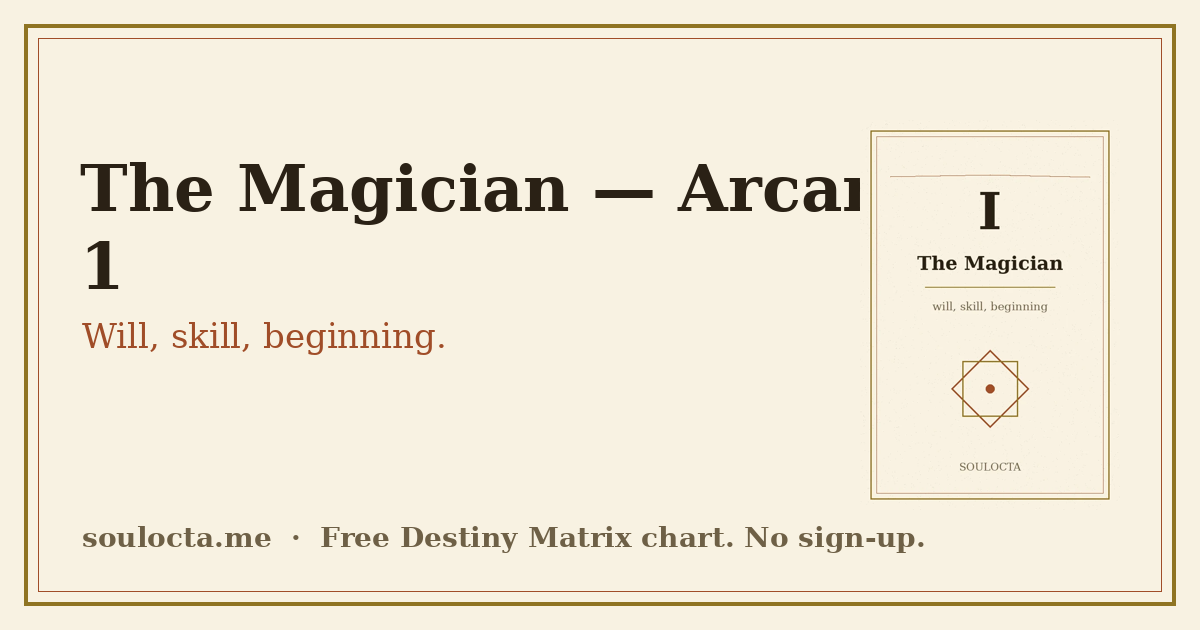 The Magician — Arcan
1
Will, skill, beginning.
I
The Magician
will, skill, beginning
SOULOCTA
soulocta.me · Free Destiny Matrix chart. No sign-up.